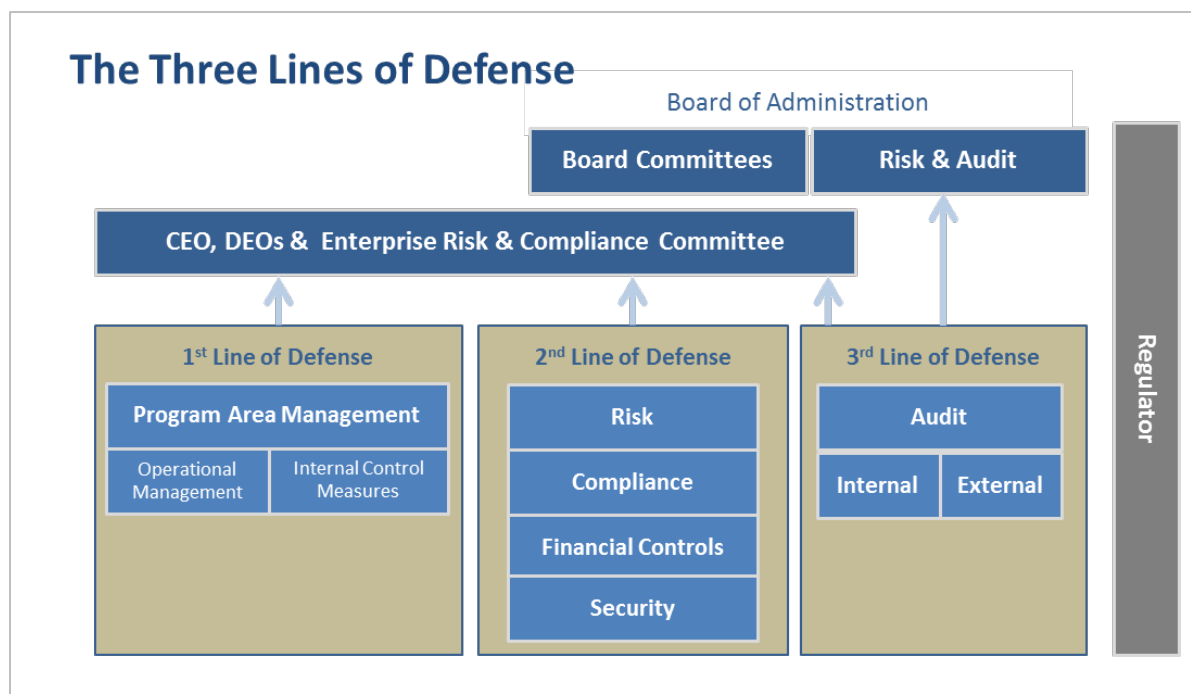 The Three Lines of Defense
Board of Administration
Board Committees
Risk & Audit
CEO, DEOs & Enterprise Risk & Compliance Committee
1st Line of Defense
Program Area Management
Operational
Management
Internal Control
Measures
2nd Line of Defense
Risk
Compliance
Financial Controls
Security
3rd Line of Defense
Audit
Internal
External
Regulator